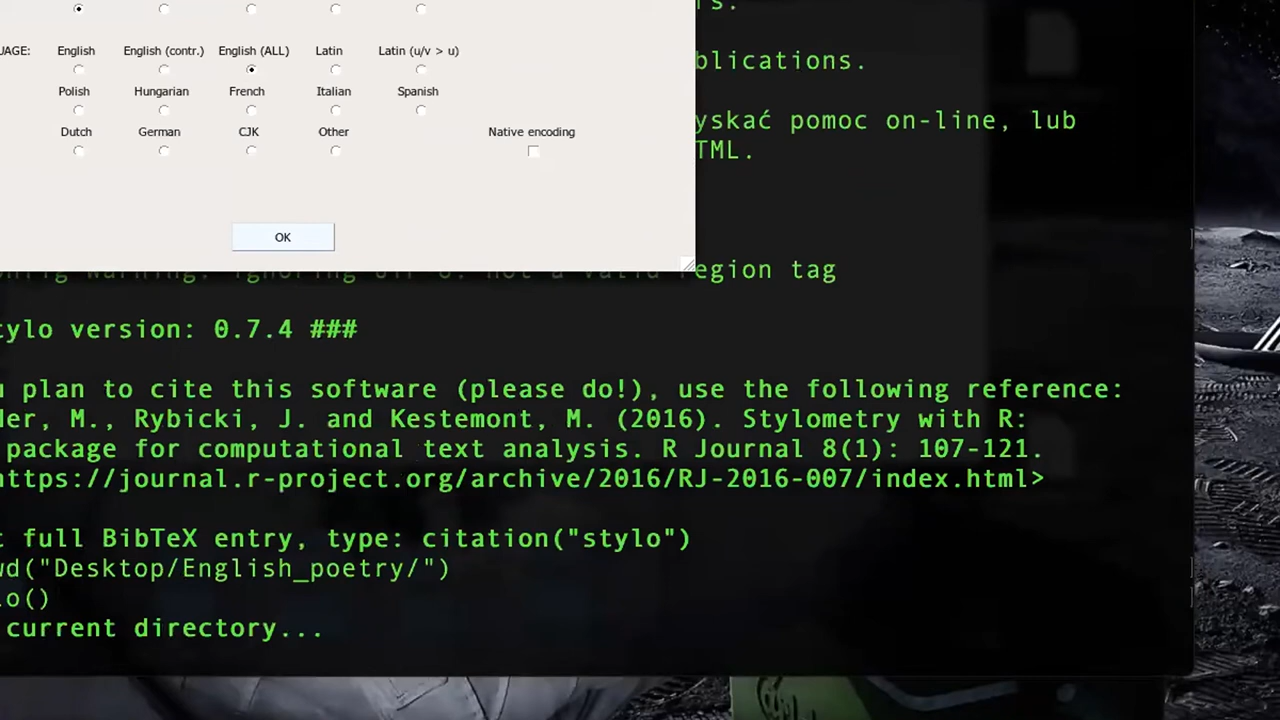 rs.
UAGE: English English (contr.) English (ALL) Latin Latin (u/v > u)
blications.
Polish Hungarian French Italian Spanish
yskać pomoc on-line, lub
Dutch German CJK Other Native encoding
TML.
OK
egion tag
tylo version: 0.7.4 ###
u plan to cite this software (please do!), use the following reference:
der, M., Rybicki, J. and Kestemont, M. (2016). Stylometry with R:
package for computational text analysis. R Journal 8(1): 107-121.
https://journal.r-project.org/archive/2016/RJ-2016-007/index.html>
t full BibTeX entry, type: citation("stylo")
wd("Desktop/English_poetry/")
lo()
current directory...